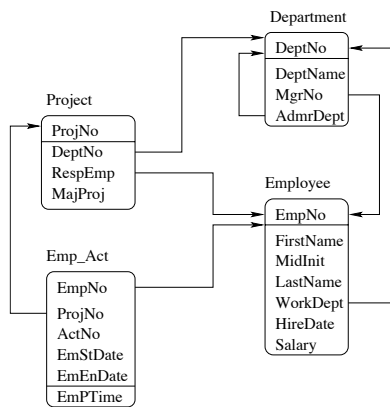 Department
DeptNo
DeptName
MgrNo
AdmrDept
Project
ProjNo
DeptNo
RespEmp
MajProj
Employee
EmpNo
FirstName
MidInit
LastName
WorkDept
HireDate
Salary
Emp_Act
EmpNo
ProjNo
ActNo
EmStDate
EmEnDate
EmPTime